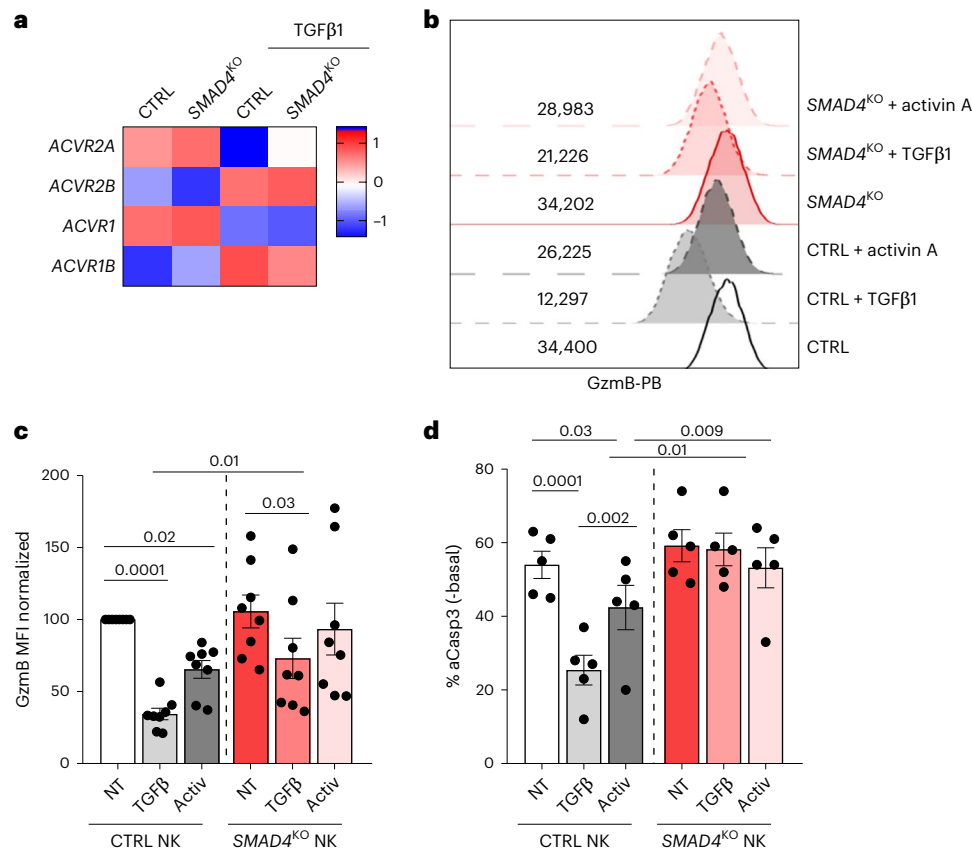 a
TGFβ1
CTRL
SMAD4KO
CTRL
SMAD4KO
ACVR2A
ACVR2B
ACVR1
ACVR1B
1
0
–1
b
28,983
SMAD4KO + activin A
21,226
SMAD4KO + TGFβ1
34,202
SMAD4KO
26,225
CTRL + activin A
12,297
CTRL + TGFβ1
34,400
CTRL
GzmB-PB
c
GzmB MFI normalized
200
150
100
50
0
0.01
0.03
0.02
0.0001
NT
TGFβ
Activ
NT
TGFβ
Activ
CTRL NK
SMAD4KO NK
d
% aCasp3 (-basal)
80
60
40
20
0
0.03
0.009
0.01
0.0001
0.002
NT
TGFβ
Activ
NT
TGFβ
Activ
CTRL NK
SMAD4KO NK